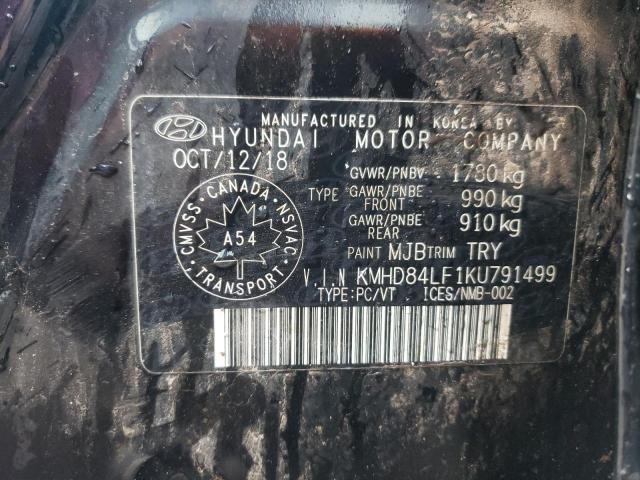 MANUFACTURED IN KOREA BY
HYUNDAI MOTOR COMPANY
OCT/12/18
GVWR/PNBV 1780 kg
TYPE GAWR/PNBE FRONT 990 kg
GAWR/PNBE REAR 910 kg
PAINT MJB TRIM TRY
V.I.N KMHD84LF1KU791499
TYPE:PC/VT ICES/NMB-002
CANADA
CMVSS NSVAC
A54
TRANSPORT